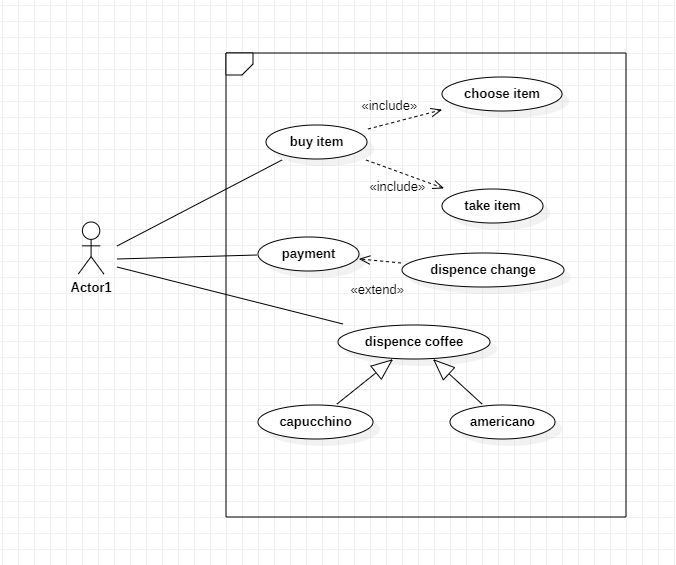 choose item
«include»
buy item
«include»
take item
payment
dispence change
Actor1
«extend»
dispence coffee
capucchino
americano